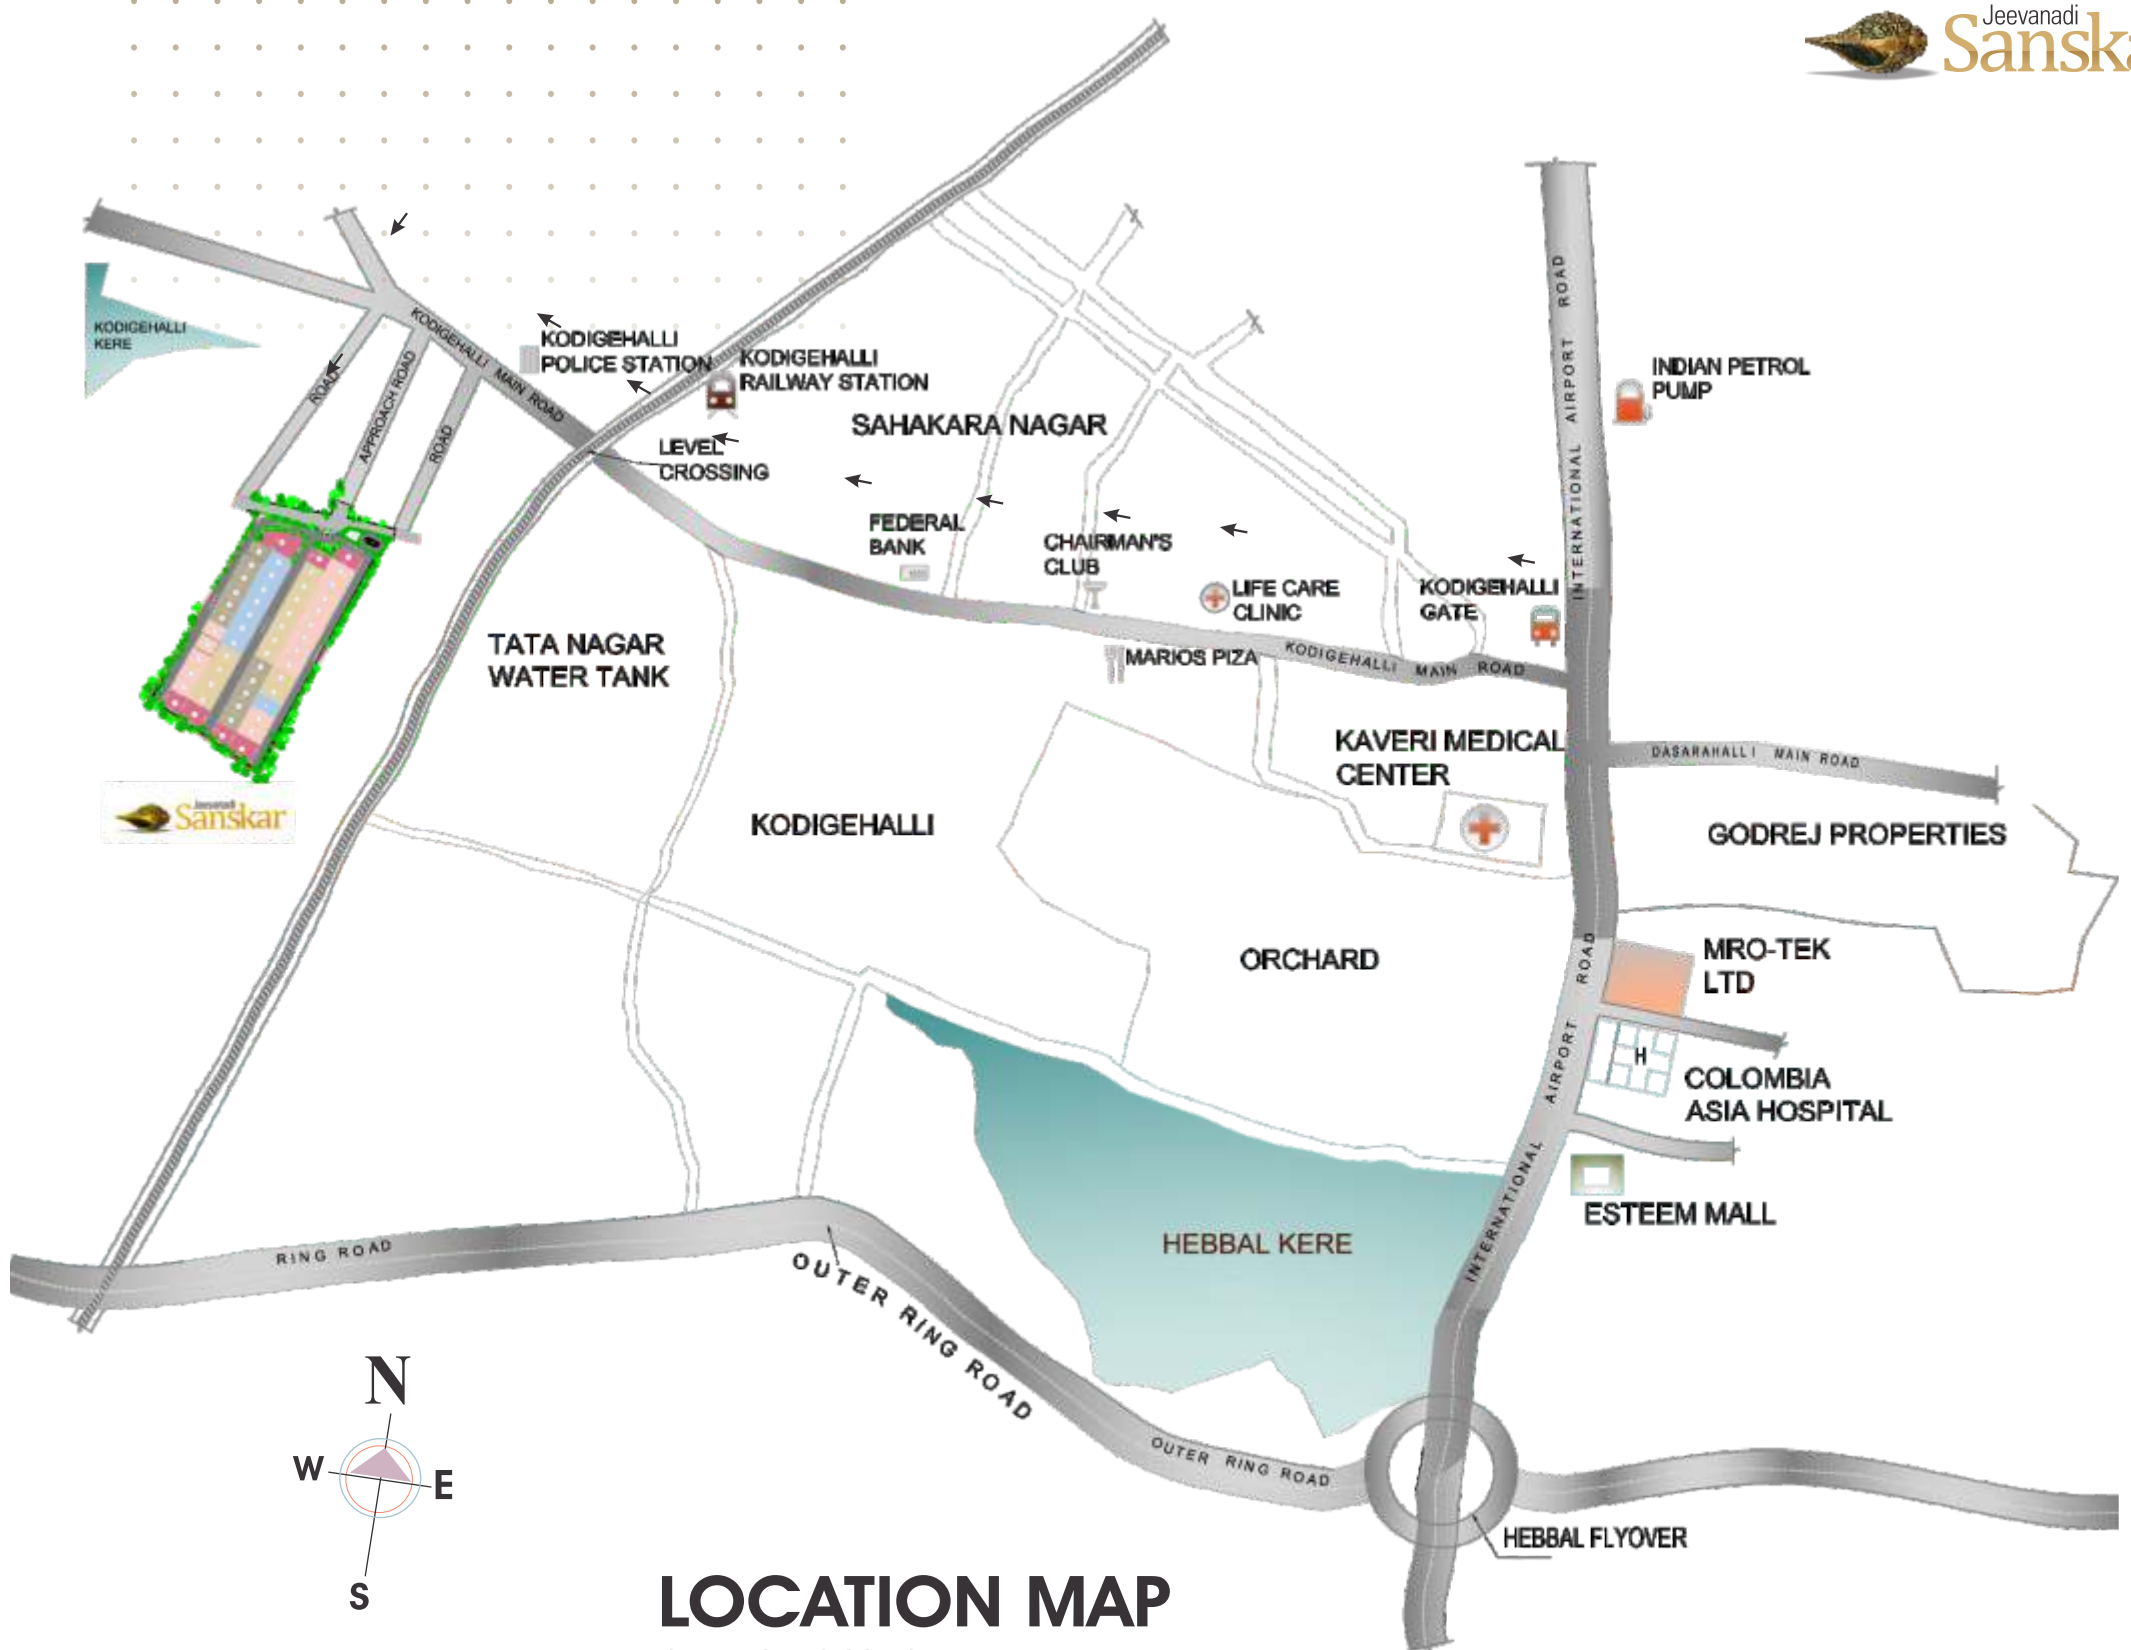 Jeevanadi
KODIGEHALLI
KERE
ROAD
APPROACH ROAD
ROAD
KODIGEHALLI MAIN ROAD
KODIGEHALLI
POLICE STATION
KODIGEHALLI
RAILWAY STATION
LEVEL
CROSSING
SAHAKARA NAGAR
FEDERAL
BANK
CHAIRMAN'S
CLUB
LIFE CARE
CLINIC
KODIGEHALLI
GATE
INTERNATIONAL AIRPORT ROAD
INDIAN PETROL
PUMP
TATA NAGAR
WATER TANK
MARIOS PIZA
KODIGEHALLI MAIN ROAD
KAVERI MEDICAL
CENTER
DASARAHALLI MAIN ROAD
Jeevanadi
Sanskar
KODIGEHALLI
GODREJ PROPERTIES
ORCHARD
MRO-TEK
LTD
H
COLOMBIA
ASIA HOSPITAL
INTERNATIONAL AIRPORT ROAD
ESTEEM MALL
HEBBAL KERE
RING ROAD
OUTER RING ROAD
OUTER RING ROAD
HEBBAL FLYOVER
N
W
E
S
LOCATION MAP